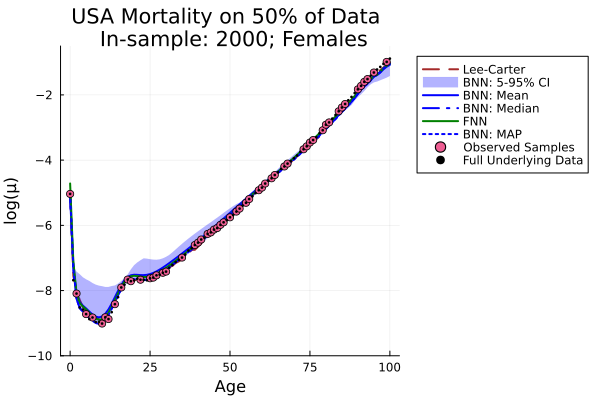 USA Mortality on 50% of Data
In-sample: 2000; Females
log(μ)
−2
−4
−6
−8
−10
0
25
50
75
100
Age
Lee-Carter
BNN: 5-95% CI
BNN: Mean
BNN: Median
FNN
BNN: MAP
Observed Samples
Full Underlying Data